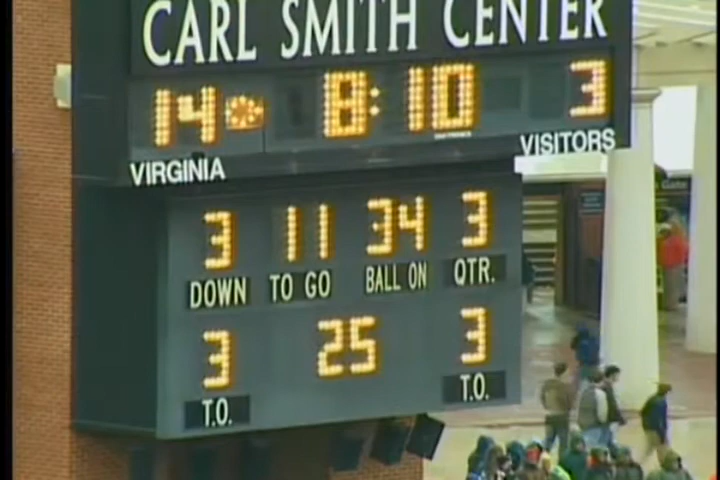 CARL SMITH CENTER
14 8:10 3
VIRGINIA VISITORS
3 11 34 3
DOWN TO GO BALL ON QTR.
3 25 3
T.O. T.O.